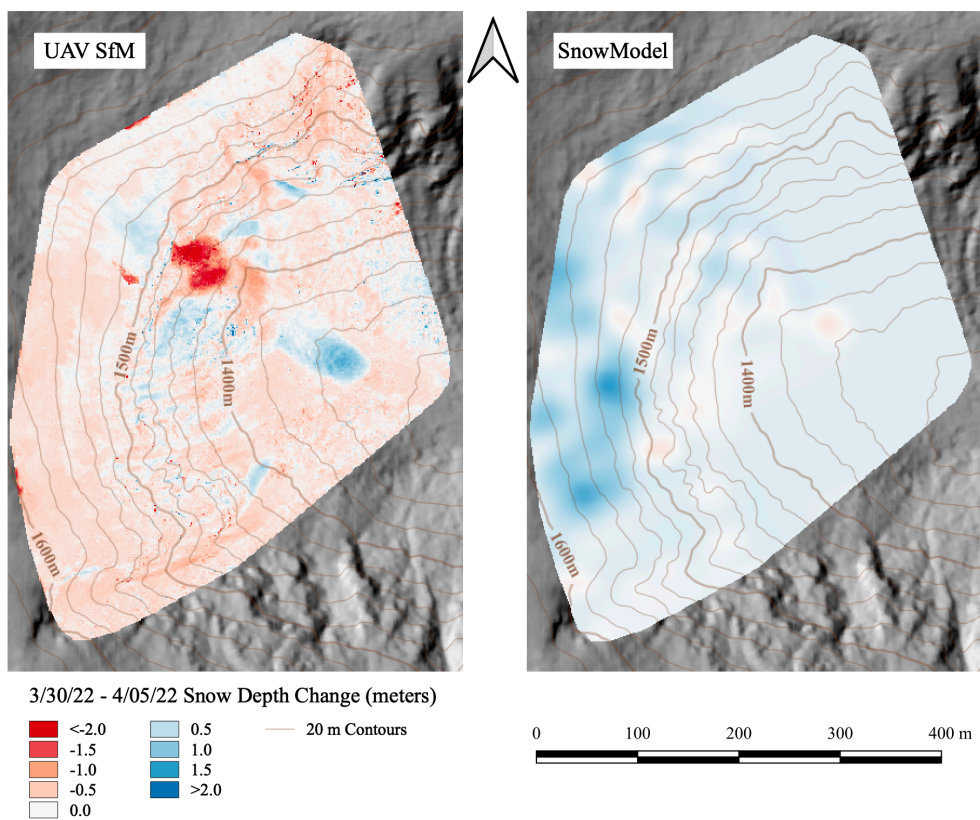 UAV SfM
SnowModel
1500m
1400m
1600m
1500m
1400m
1600m
3/30/22 - 4/05/22 Snow Depth Change (meters)
<-2.0
-1.5
-1.0
-0.5
0.0
0.5
1.0
1.5
>2.0
20 m Contours
0 100 200 300 400 m